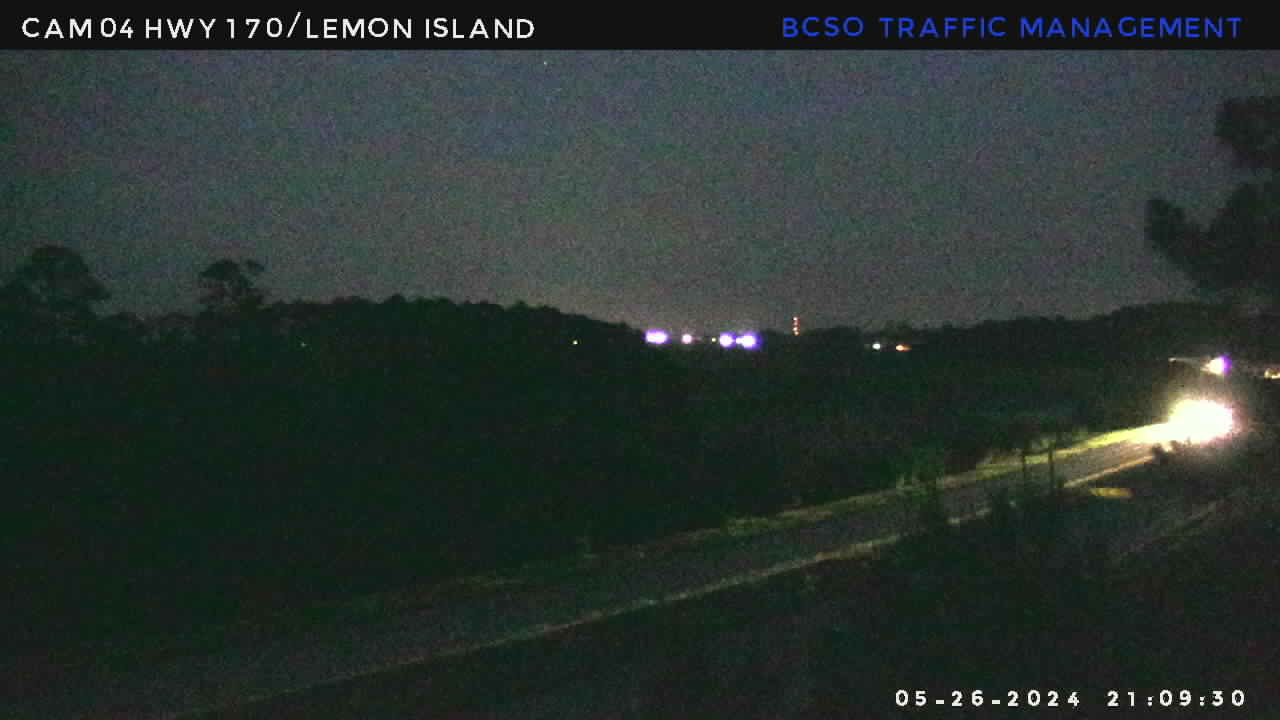 CAM04 HWY 170/LEMON ISLAND
BCSO TRAFFIC MANAGEMENT
05-26-2024 21:09:30